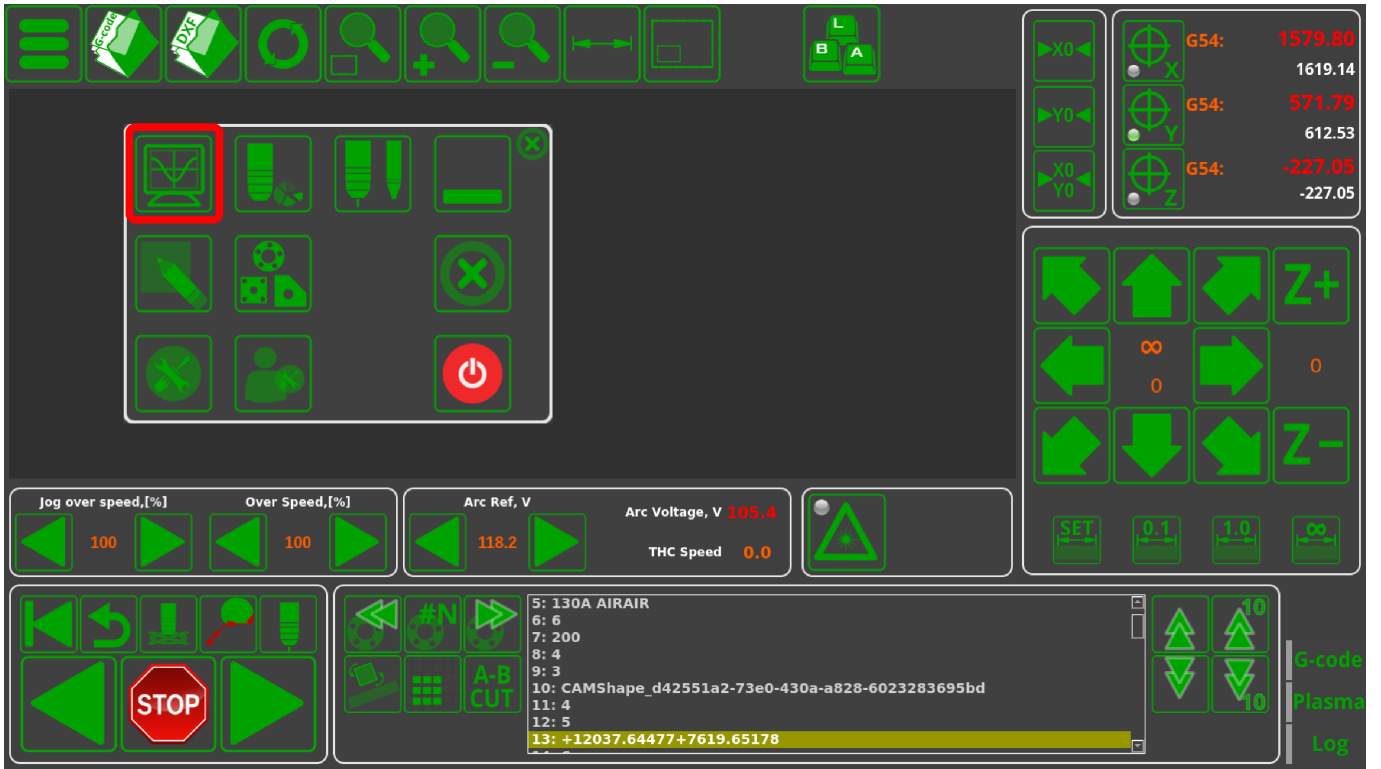 G-code
DXF
L
B
A
X0
X
G54:
1579.80
1619.14
Y0
Y
G54:
571.79
612.53
X0
Y0
Z
G54:
-227.05
-227.05
Z+
∞
0
0
Z−
SET
0.1
1.0
∞
Jog over speed,[%]
100
Over Speed,[%]
100
Arc Ref, V
118.2
Arc Voltage, V 105.4
THC Speed 0.0
#N
A-B
CUT
STOP
5: 130A AIRAIR
6: 6
7: 200
8: 4
9: 3
10: CAMShape_d42551a2-73e0-430a-a828-6023283695bd
11: 4
12: 5
13: +12037.64477+7619.65178
10
10
G-code
Plasma
Log